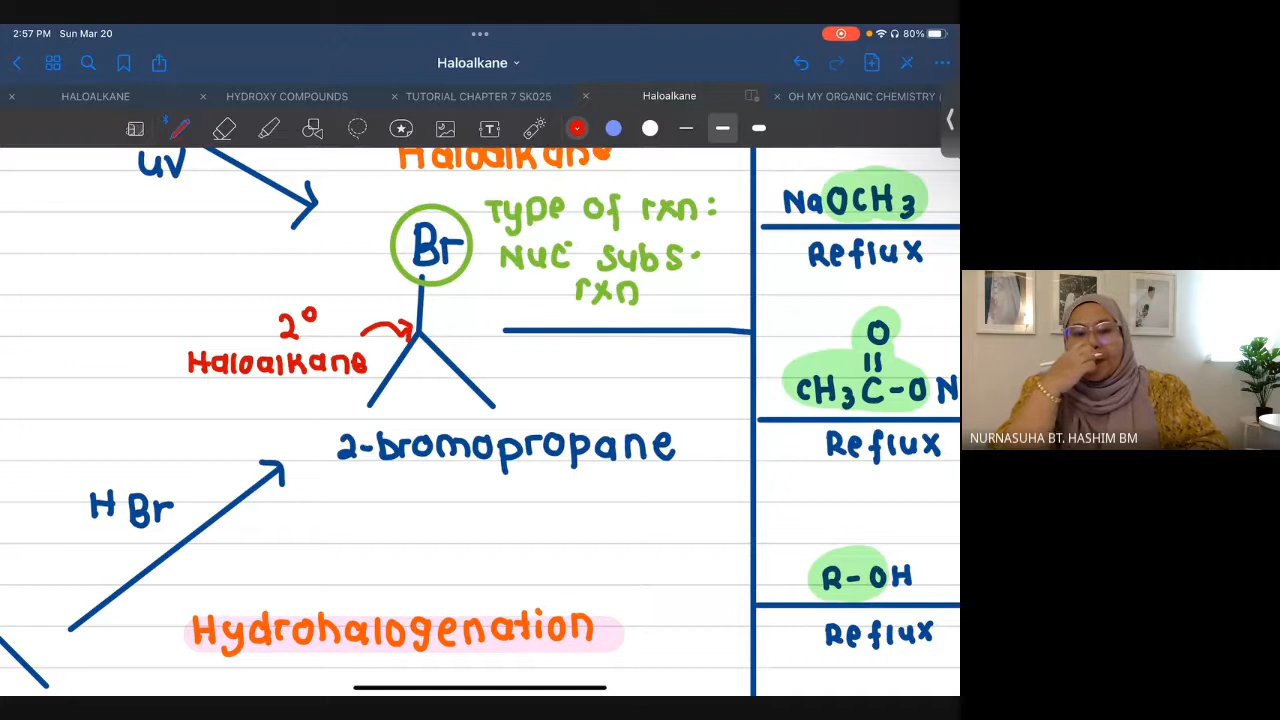 2:57 PM Sun Mar 20
80%
Haloalkane
HALOALKANE
HYDROXY COMPOUNDS
TUTORIAL CHAPTER 7 SK025
Haloalkane
OH MY ORGANIC CHEMISTRY (
UV
Haloalkane
Type of rxn:
Nuc⁻ subs.
rxn
Br
2°
Haloalkane
2-bromopropane
HBr
Hydrohalogenation
NaOCH3
Reflux
O
CH3C-ON
Reflux
R-OH
Reflux
NURNASUHA BT. HASHIM BM